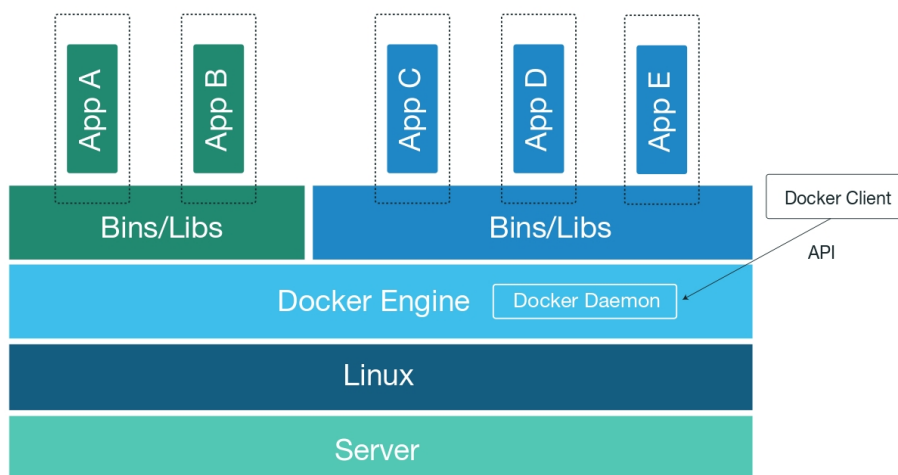 App A
App B
App C
App D
App E
Bins/Libs
Bins/Libs
Docker Client
API
Docker Engine
Docker Daemon
Linux
Server